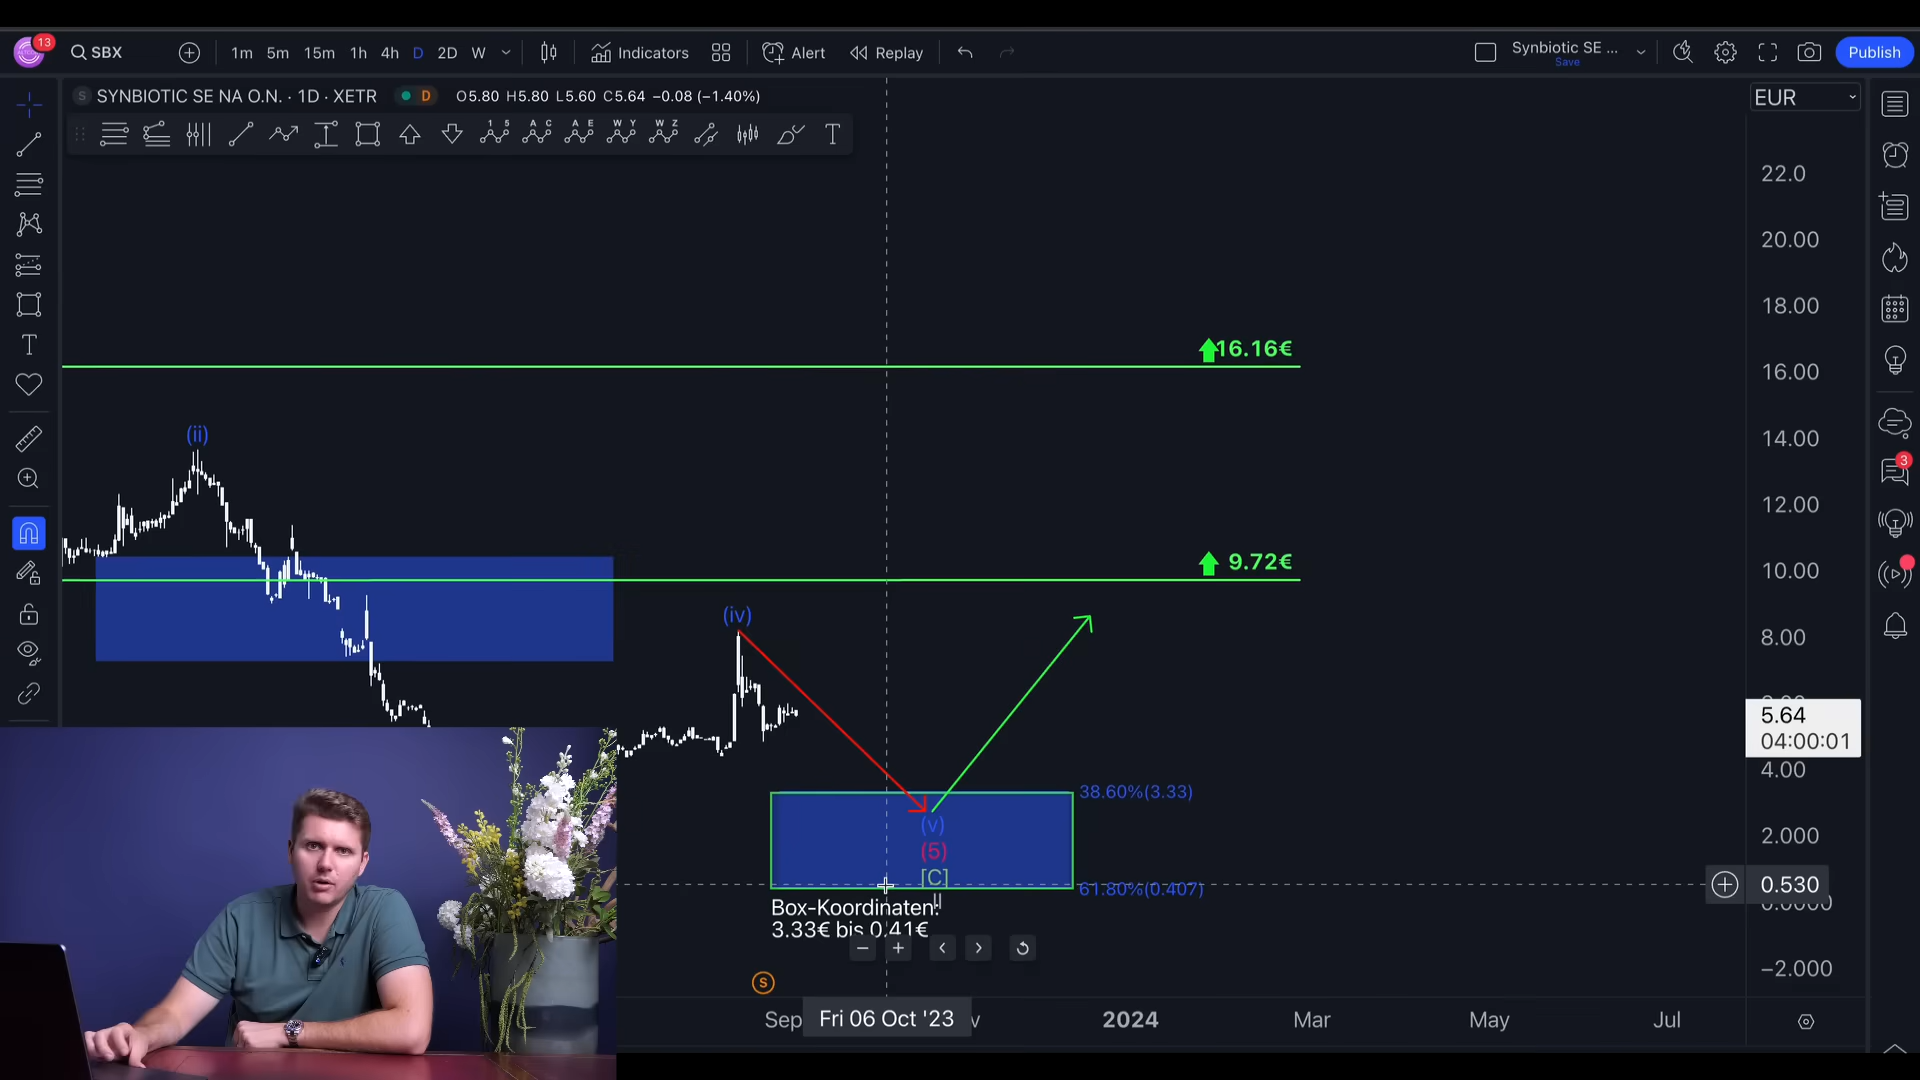 13
SBX
1m 5m 15m 1h 4h D 2D W
Indicators
Alert
Replay
Synbiotic SE ...
Save
Publish
S SYNBIOTIC SE NA O.N. · 1D · XETR
D
O5.80 H5.80 L5.60 C5.64 −0.08 (−1.40%)
EUR
1 5 A C A E W Y W Z
T
22.0
20.00
18.00
16.16€
16.00
(ii)
14.00
12.00
9.72€
10.00
(iv)
8.00
5.64
04:00:01
4.00
38.60%(3.33)
(v)
2.000
(5)
[C]
61.80%(0.407)
0.530
Box-Koordinaten:
3.33€ bis 0.41€
−2.000
S
Sep
Fri 06 Oct '23
2024
Mar
May
Jul
3